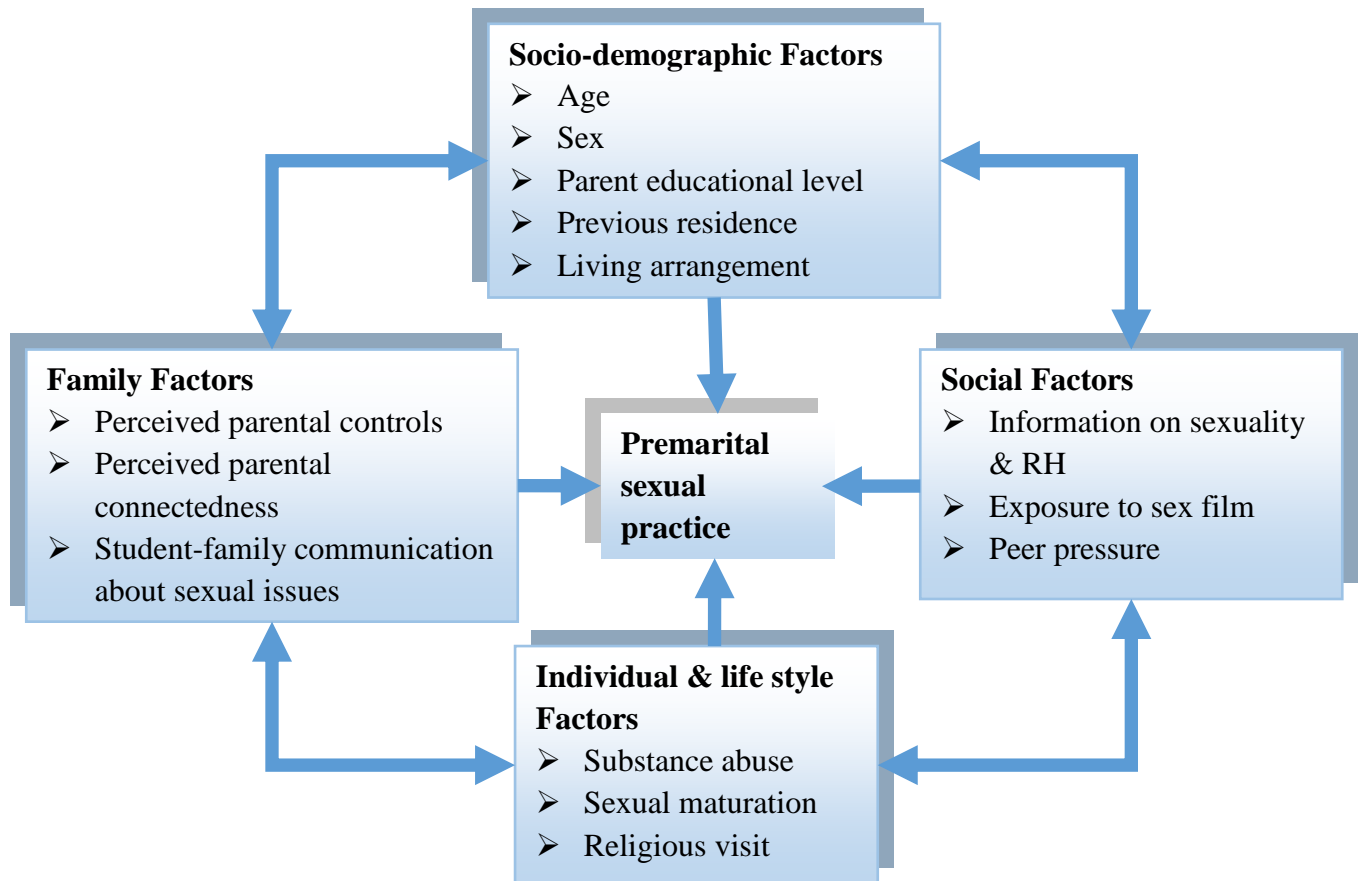 Socio-demographic Factors
➢ Age
➢ Sex
➢ Parent educational level
➢ Previous residence
➢ Living arrangement
Family Factors
➢ Perceived parental controls
➢ Perceived parental
connectedness
➢ Student-family communication
about sexual issues
Premarital
sexual
practice
Social Factors
➢ Information on sexuality
& RH
➢ Exposure to sex film
➢ Peer pressure
Individual & life style
Factors
➢ Substance abuse
➢ Sexual maturation
➢ Religious visit